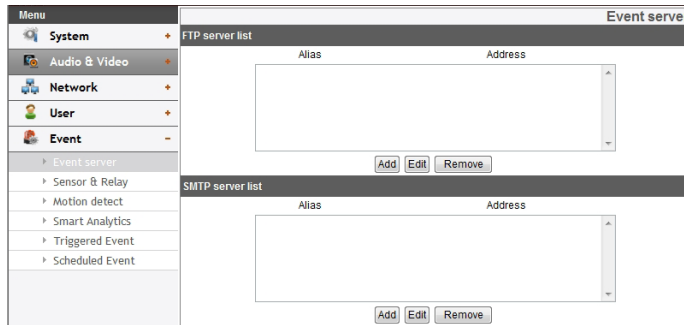 Menu
System +
Audio & Video +
Network +
User +
Event -
Event server
Sensor & Relay
Motion detect
Smart Analytics
Triggered Event
Scheduled Event
Event serve
FTP server list
Alias Address
Add Edit Remove
SMTP server list
Alias Address
Add Edit Remove